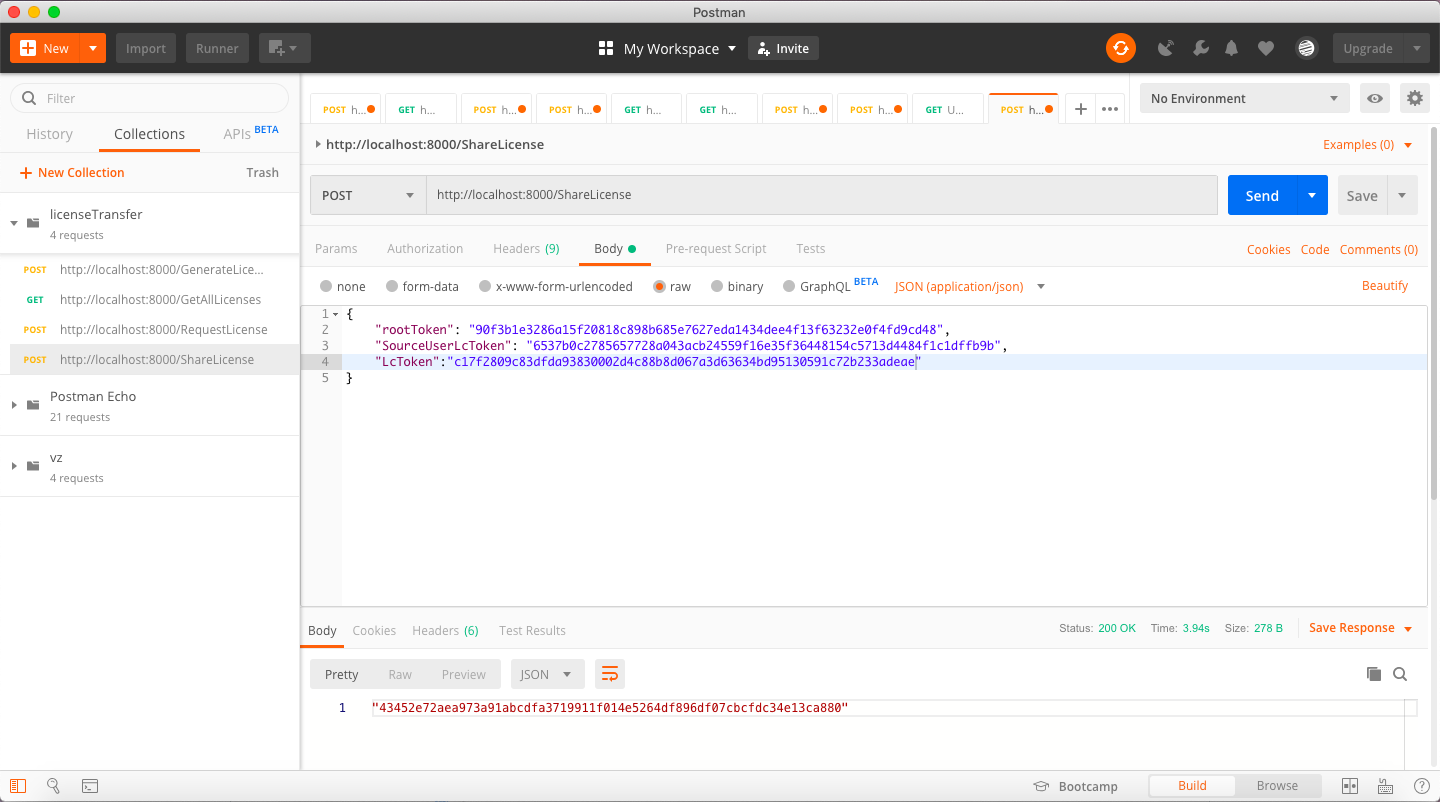 Postman
New Import Runner My Workspace Invite Upgrade
Filter
History Collections APIs BETA
New Collection Trash
licenseTransfer
4 requests
POST http://localhost:8000/GenerateLice...
GET http://localhost:8000/GetAllLicenses
POST http://localhost:8000/RequestLicense
POST http://localhost:8000/ShareLicense
Postman Echo
21 requests
vz
4 requests
POST h... GET h... POST h... POST h... GET h... GET h... POST h... POST h... GET U... POST h... No Environment
http://localhost:8000/ShareLicense Examples (0)
POST http://localhost:8000/ShareLicense Send Save
Params Authorization Headers (9) Body Pre-request Script Tests Cookies Code Comments (0)
none form-data x-www-form-urlencoded raw binary GraphQL BETA JSON (application/json) Beautify
1 {
2 "rootToken": "90f3b1e3286a15f20818c898b685e7627eda1434dee4f13f63232e0f4fd9cd48",
3 "SourceUserLcToken": "6537b0c2785657728a043acb24559f16e35f36448154c5713d4484f1c1dffb9b",
4 "LcToken":"c17f2809c83dfda93830002d4c88b8d067a3d63634bd95130591c72b233adeae"
5 }
Body Cookies Headers (6) Test Results Status: 200 OK Time: 3.94s Size: 278 B Save Response
Pretty Raw Preview JSON
1 "43452e72aea973a91abcdfa3719911f014e5264df896df07cbcfdc34e13ca880"
Bootcamp Build Browse